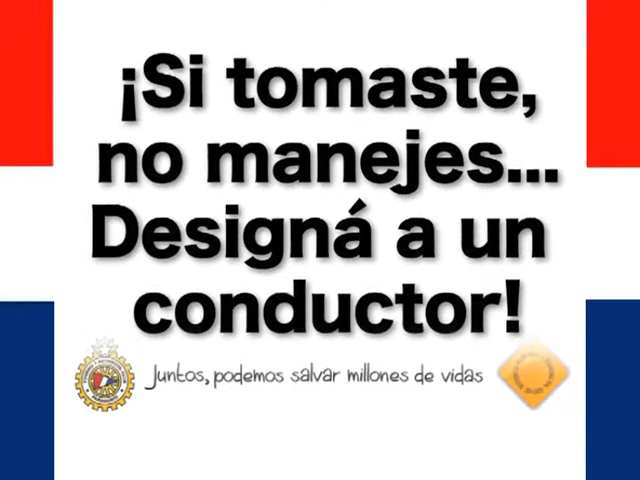 ¡Si tomaste,
no manejes...
Designá a un
conductor!
Juntos, podemos salvar millones de vidas